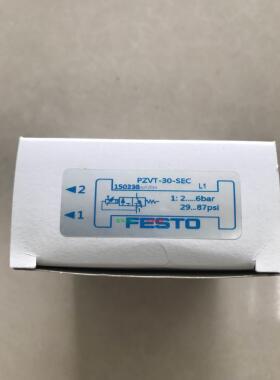 PZVT-30-SEC
150238 L1
◄2
1: 2....6bar
◄1
29...87psi
FESTO